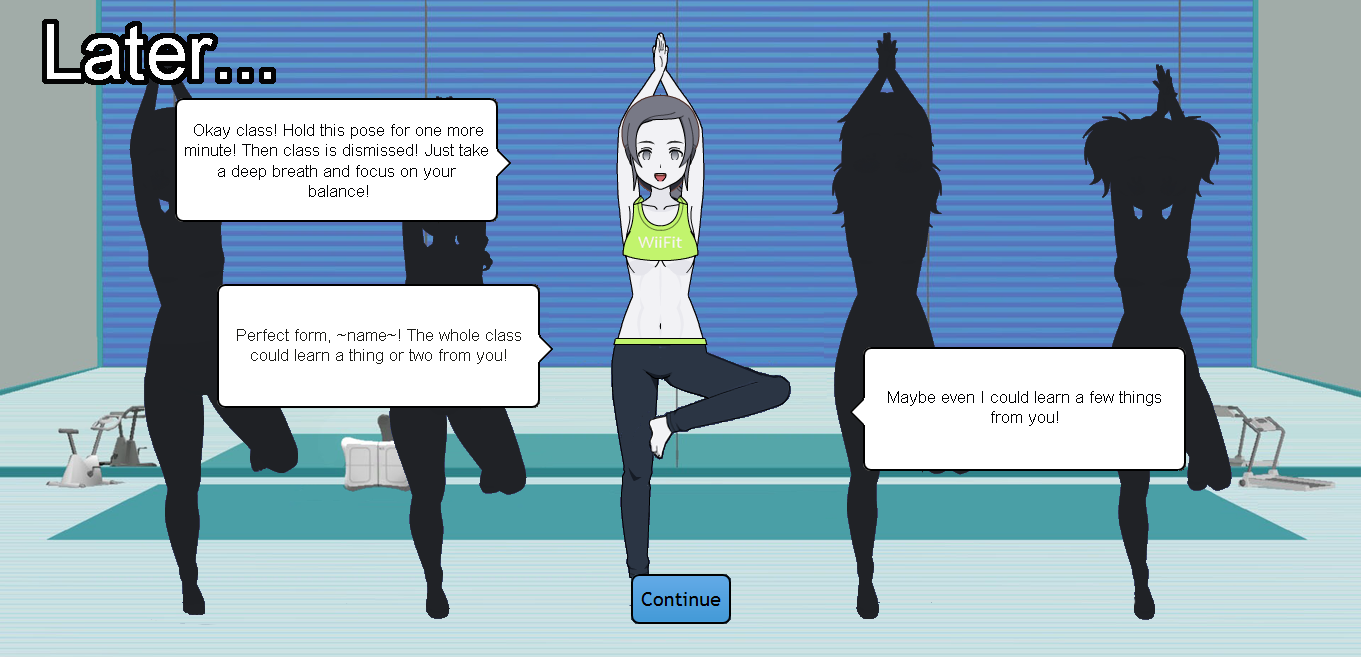 Later...
Okay class! Hold this pose for one more
minute! Then class is dismissed! Just take
a deep breath and focus on your
balance!
WiiFit
Perfect form, ~name~! The whole class
could learn a thing or two from you!
Maybe even I could learn a few things
from you!
Continue